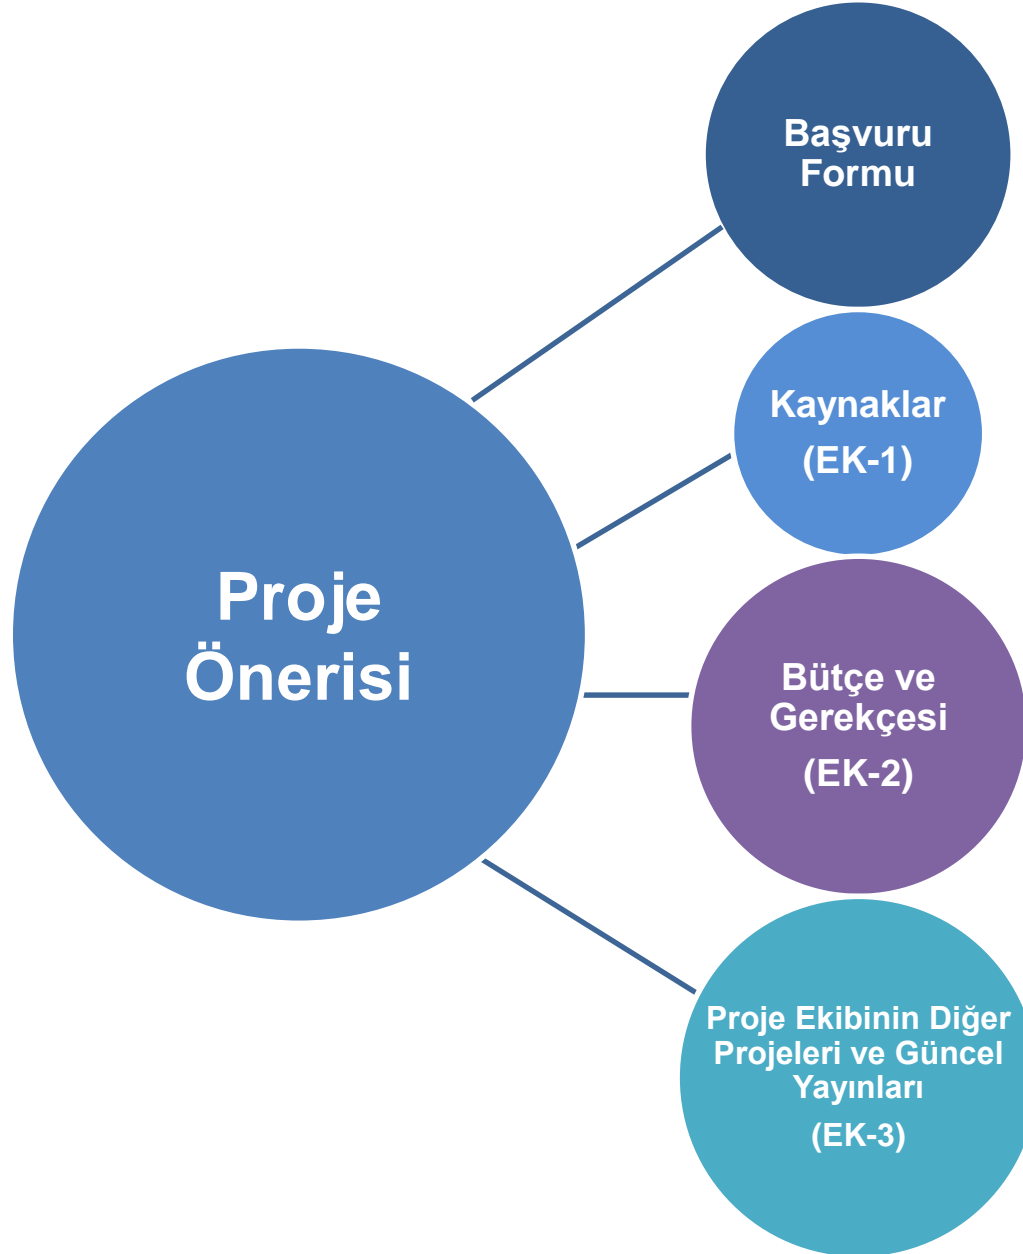 Başvuru
Formu
Kaynaklar
(EK-1)
Proje
Önerisi
Bütçe ve
Gerekçesi
(EK-2)
Proje Ekibinin Diğer
Projeleri ve Güncel
Yayınları
(EK-3)